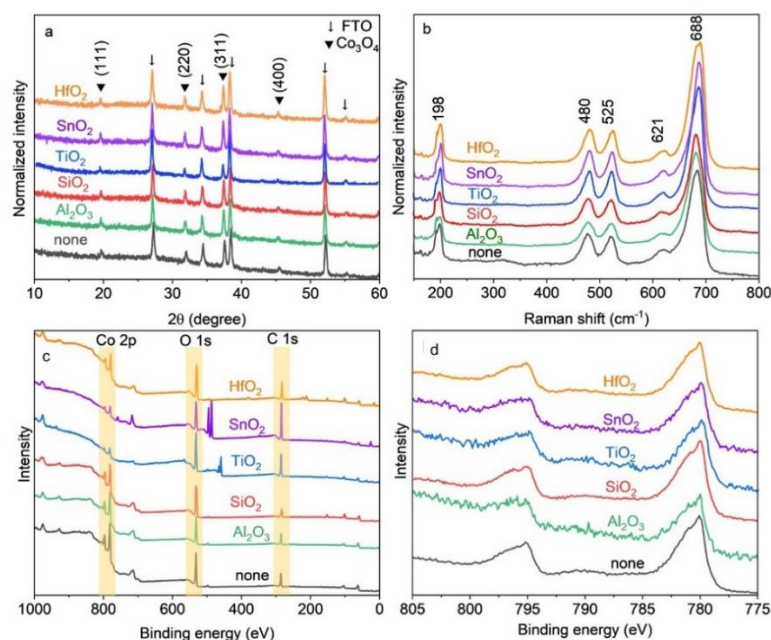 a
↓ FTO
▼Co₃O₄
(111)
(220)
(311)
(400)
HfO₂
SnO₂
TiO₂
SiO₂
Al₂O₃
none
Normalized intensity
10 20 30 40 50 60
2θ (degree)
b
198
480
525
621
688
HfO₂
SnO₂
TiO₂
SiO₂
Al₂O₃
none
Normalized intensity
200 300 400 500 600 700 800
Raman shift (cm⁻¹)
c
Co 2p O 1s C 1s
HfO₂
SnO₂
TiO₂
SiO₂
Al₂O₃
none
Intensity
1000 800 600 400 200 0
Binding energy (eV)
d
HfO₂
SnO₂
TiO₂
SiO₂
Al₂O₃
none
Intensity
805 800 795 790 785 780 775
Binding energy (eV)